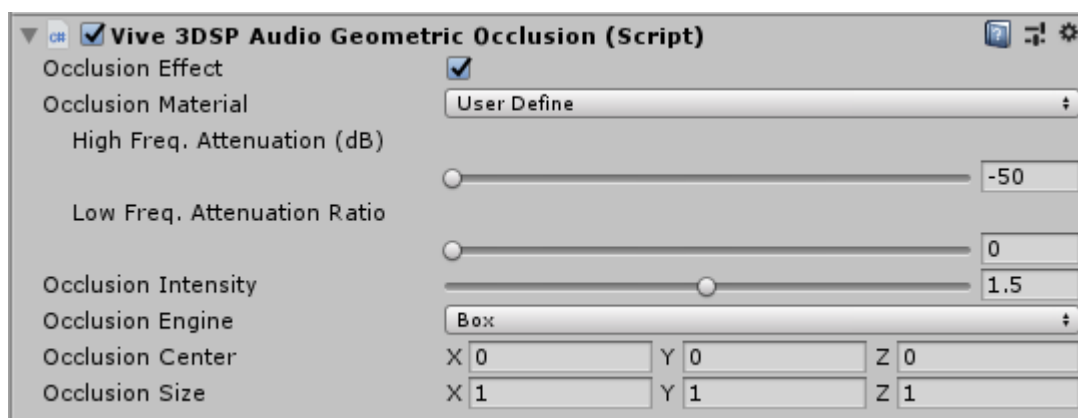 c# Vive 3DSP Audio Geometric Occlusion (Script)
Occlusion Effect
Occlusion Material User Define
High Freq. Attenuation (dB)
-50
Low Freq. Attenuation Ratio
0
Occlusion Intensity 1.5
Occlusion Engine Box
Occlusion Center X 0 Y 0 Z 0
Occlusion Size X 1 Y 1 Z 1